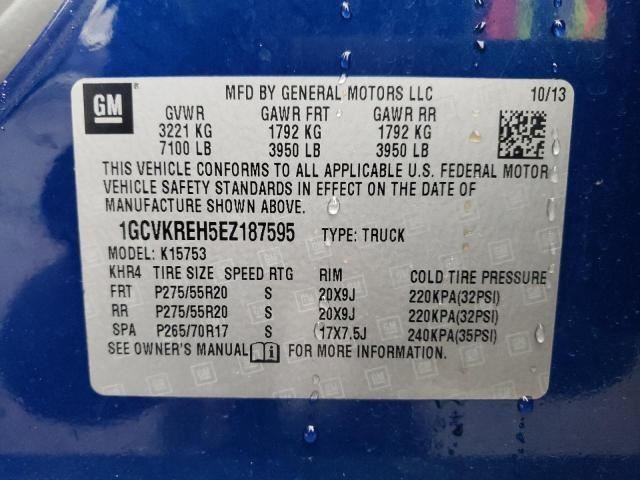 GM
MFD BY GENERAL MOTORS LLC 10/13
GVWR GAWR FRT GAWR RR
3221 KG 1792 KG 1792 KG
7100 LB 3950 LB 3950 LB
THIS VEHICLE CONFORMS TO ALL APPLICABLE U.S. FEDERAL MOTOR
VEHICLE SAFETY STANDARDS IN EFFECT ON THE DATE OF
MANUFACTURE SHOWN ABOVE.
1GCVKREH5EZ187595 TYPE: TRUCK
MODEL: K15753
KHR4 TIRE SIZE SPEED RTG RIM COLD TIRE PRESSURE
FRT P275/55R20 S 20X9J 220KPA(32PSI)
RR P275/55R20 S 20X9J 220KPA(32PSI)
SPA P265/70R17 S 17X7.5J 240KPA(35PSI)
SEE OWNER'S MANUAL FOR MORE INFORMATION.